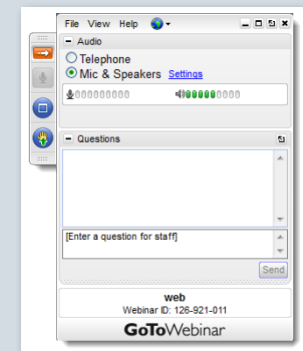 File View Help
Audio
Telephone
Mic & Speakers Settings
Questions
[Enter a question for staff]
Send
web
Webinar ID: 126-921-011
GoToWebinar